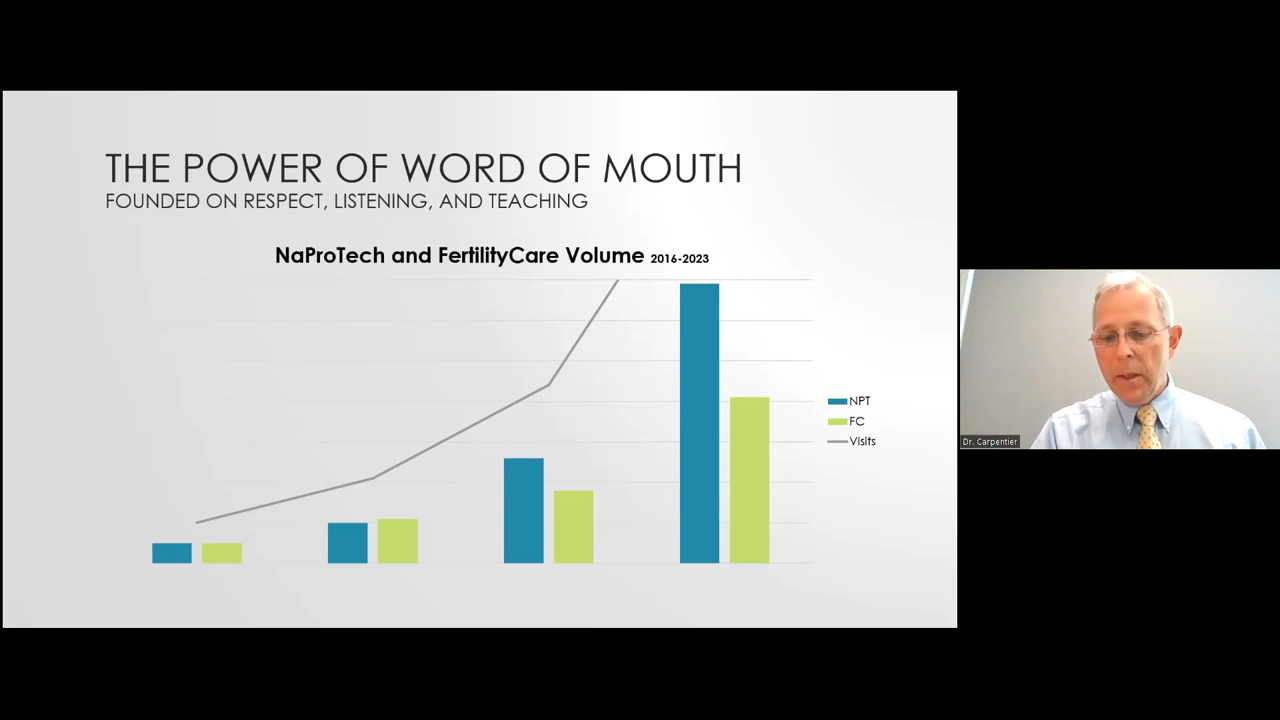 THE POWER OF WORD OF MOUTH
FOUNDED ON RESPECT, LISTENING, AND TEACHING
NaProTech and FertilityCare Volume 2016-2023
NPT
FC
Visits
Dr. Carpentier